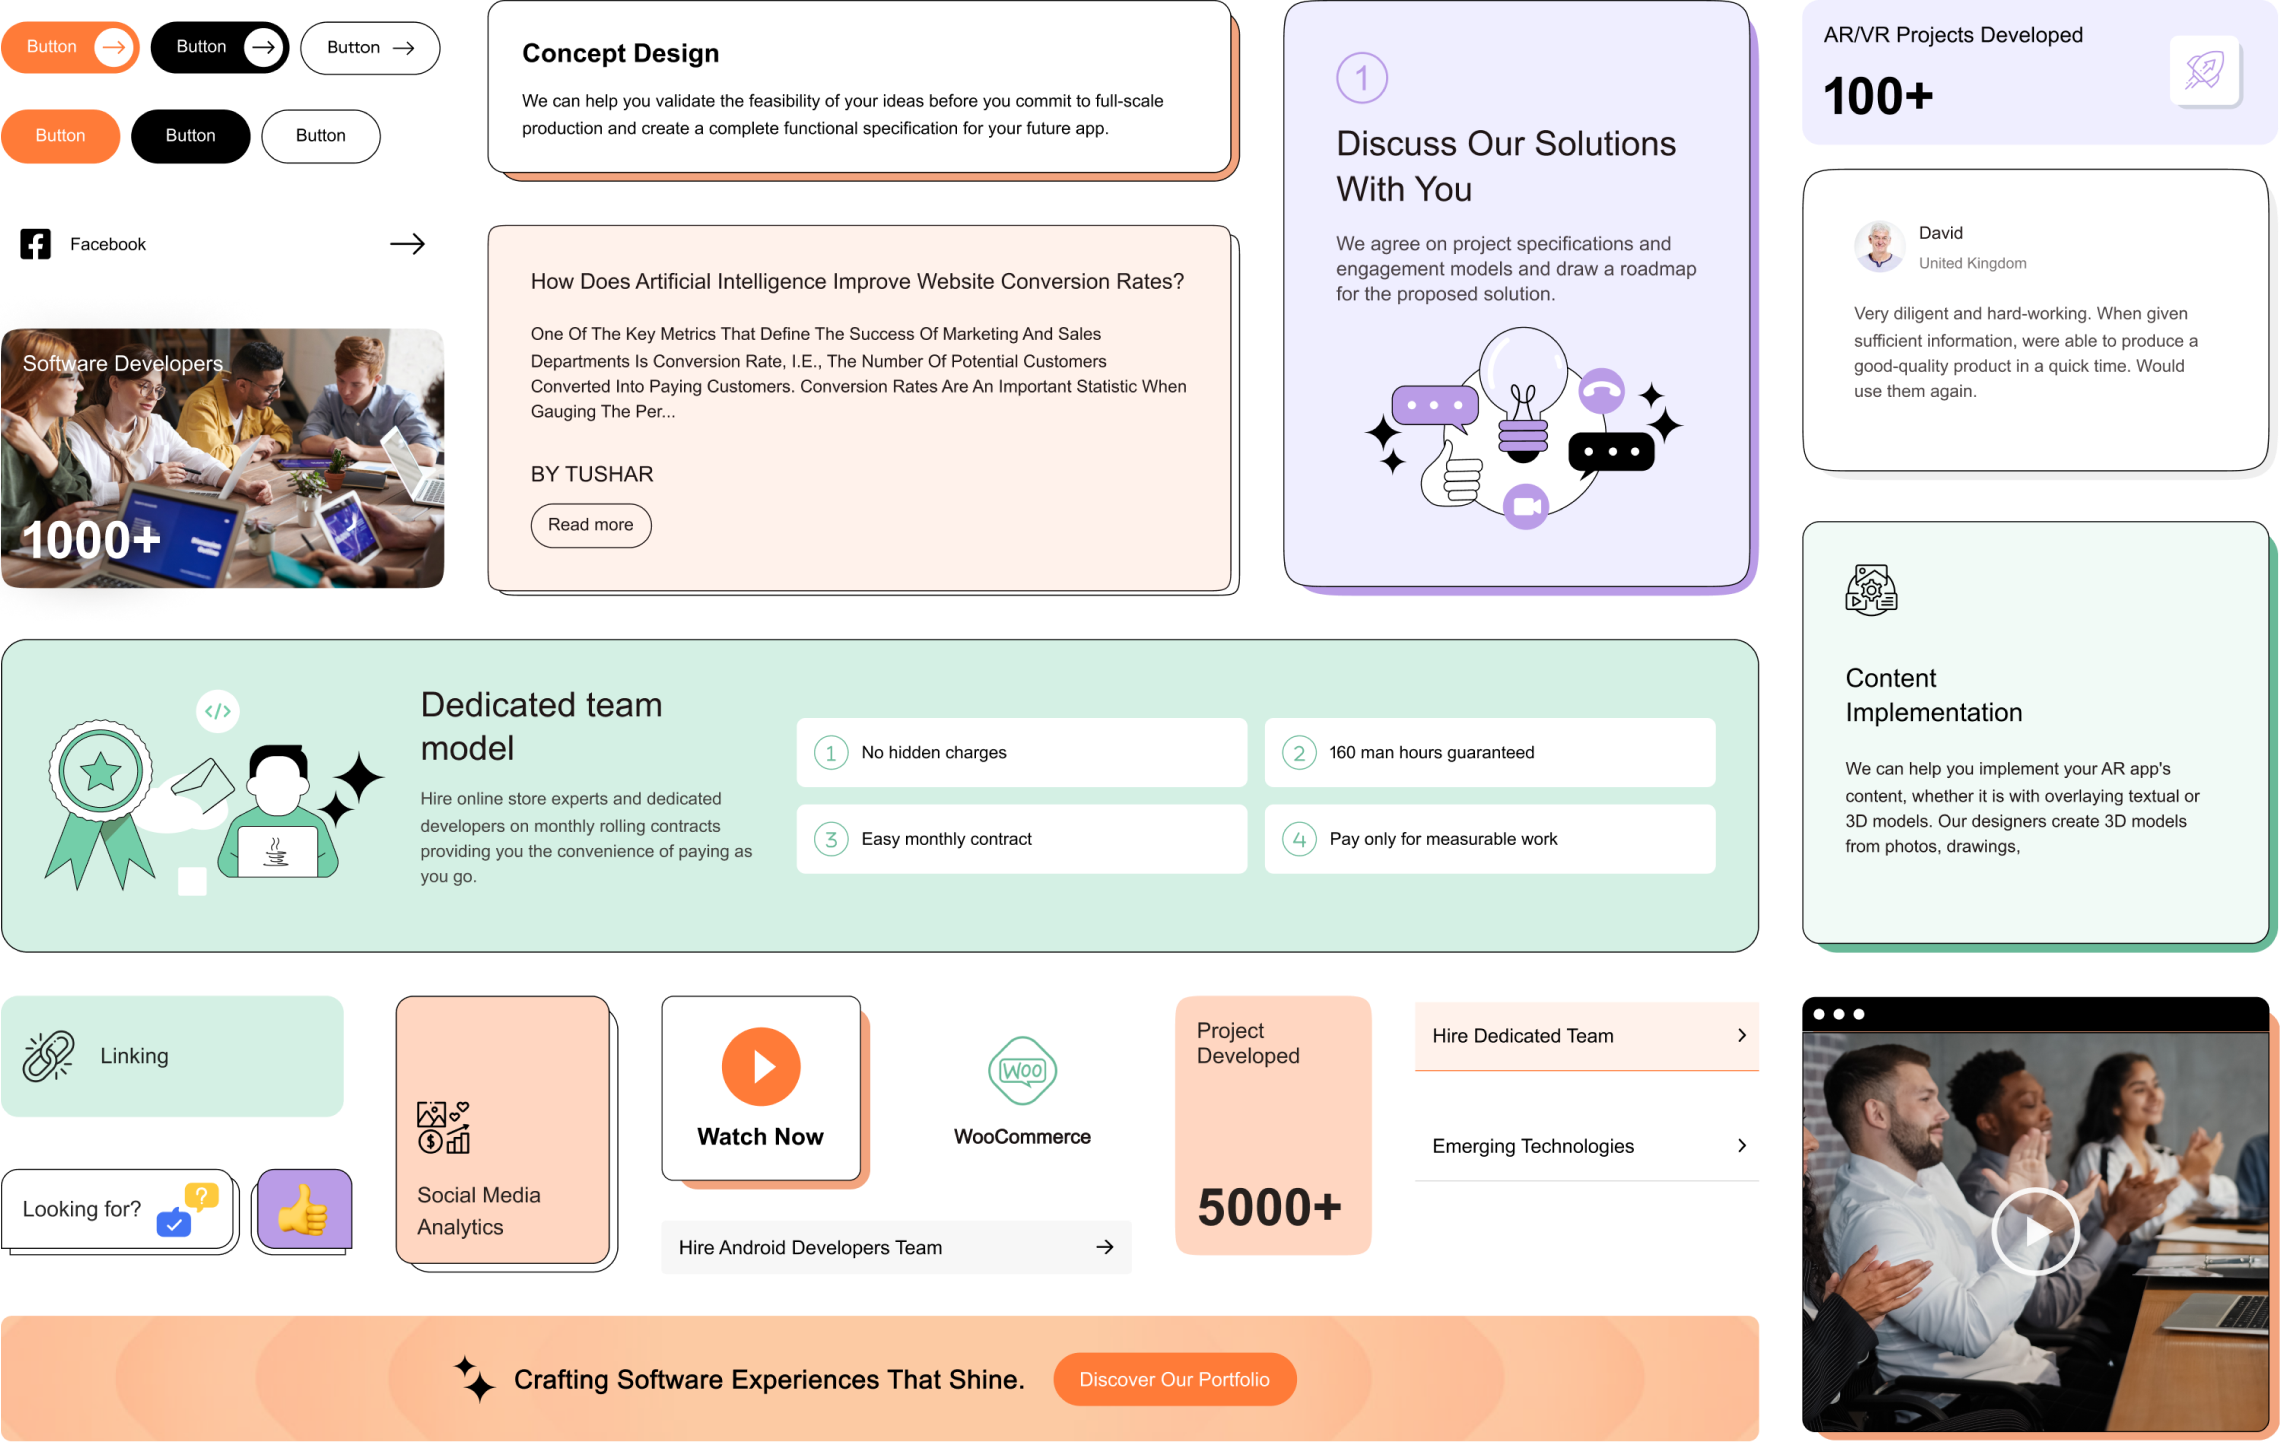 Button
Button
Button
Button
Button
Button
Facebook
Software Developers
1000+
Concept Design
We can help you validate the feasibility of your ideas before you commit to full-scale
production and create a complete functional specification for your future app.
How Does Artificial Intelligence Improve Website Conversion Rates?
One Of The Key Metrics That Define The Success Of Marketing And Sales
Departments Is Conversion Rate, I.E., The Number Of Potential Customers
Converted Into Paying Customers. Conversion Rates Are An Important Statistic When
Gauging The Per...
BY TUSHAR
Read more
1
Discuss Our Solutions
With You
We agree on project specifications and
engagement models and draw a roadmap
for the proposed solution.
AR/VR Projects Developed
100+
David
United Kingdom
Very diligent and hard-working. When given
sufficient information, were able to produce a
good-quality product in a quick time. Would
use them again.
Dedicated team
model
Hire online store experts and dedicated
developers on monthly rolling contracts
providing you the convenience of paying as
you go.
1 No hidden charges
2 160 man hours guaranteed
3 Easy monthly contract
4 Pay only for measurable work
Content
Implementation
We can help you implement your AR app's
content, whether it is with overlaying textual or
3D models. Our designers create 3D models
from photos, drawings,
Linking
Looking for?
Social Media
Analytics
Watch Now
WOO
WooCommerce
Hire Android Developers Team
Project
Developed
5000+
Hire Dedicated Team
Emerging Technologies
Crafting Software Experiences That Shine.
Discover Our Portfolio